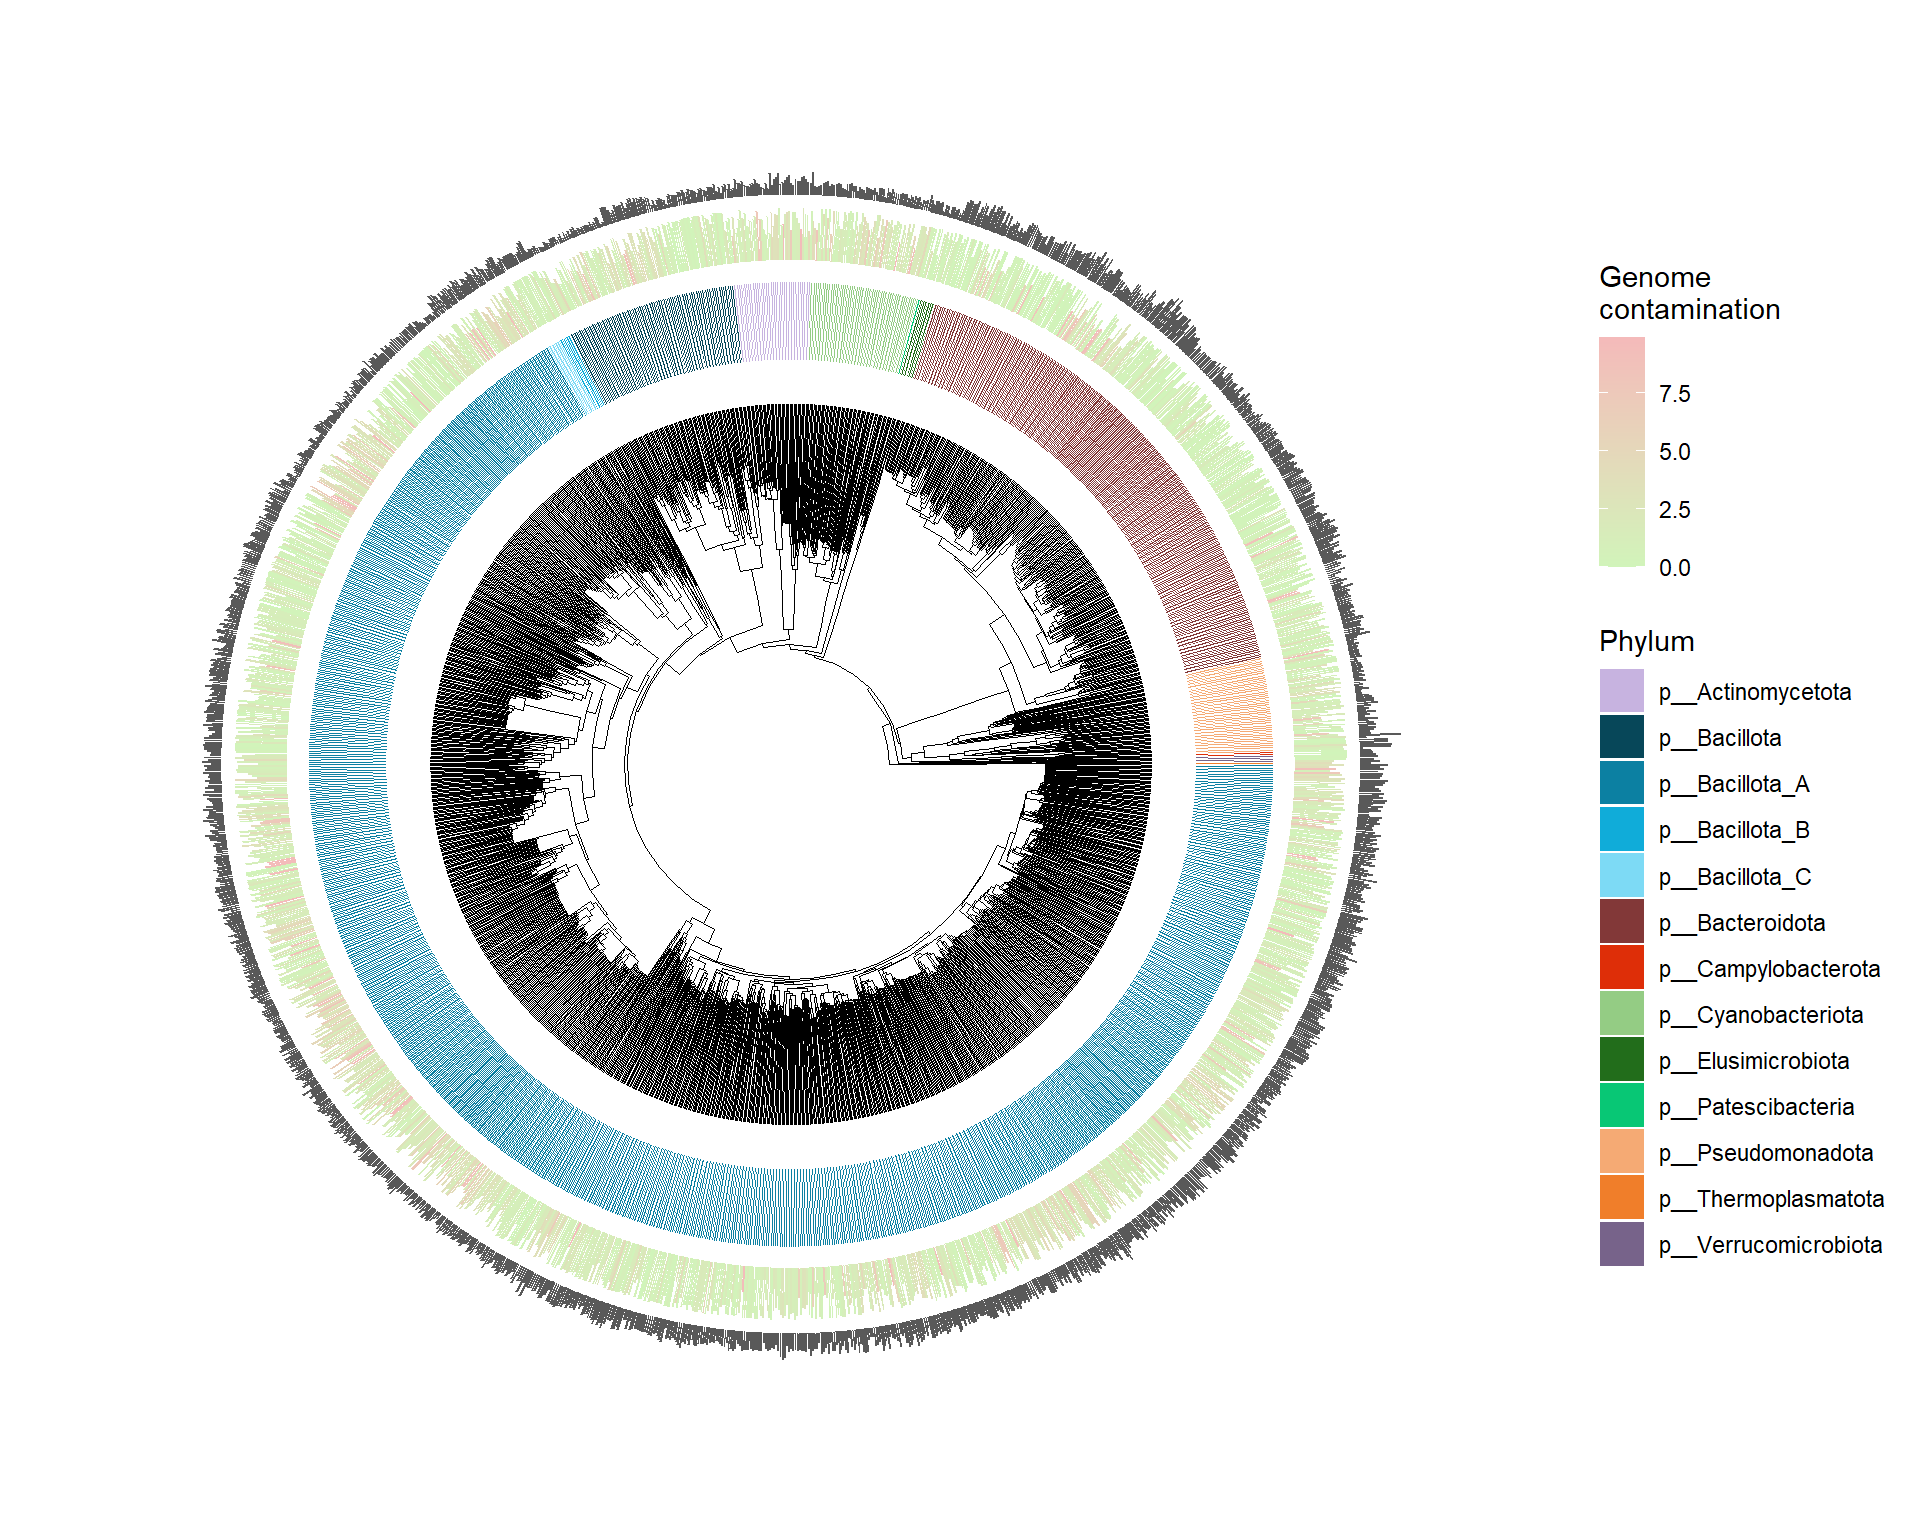 Genome
contamination
7.5
5.0
2.5
0.0
Phylum
p__Actinomycetota
p__Bacillota
p__Bacillota_A
p__Bacillota_B
p__Bacillota_C
p__Bacteroidota
p__Campylobacterota
p__Cyanobacteriota
p__Elusimicrobiota
p__Patescibacteria
p__Pseudomonadota
p__Thermoplasmatota
p__Verrucomicrobiota